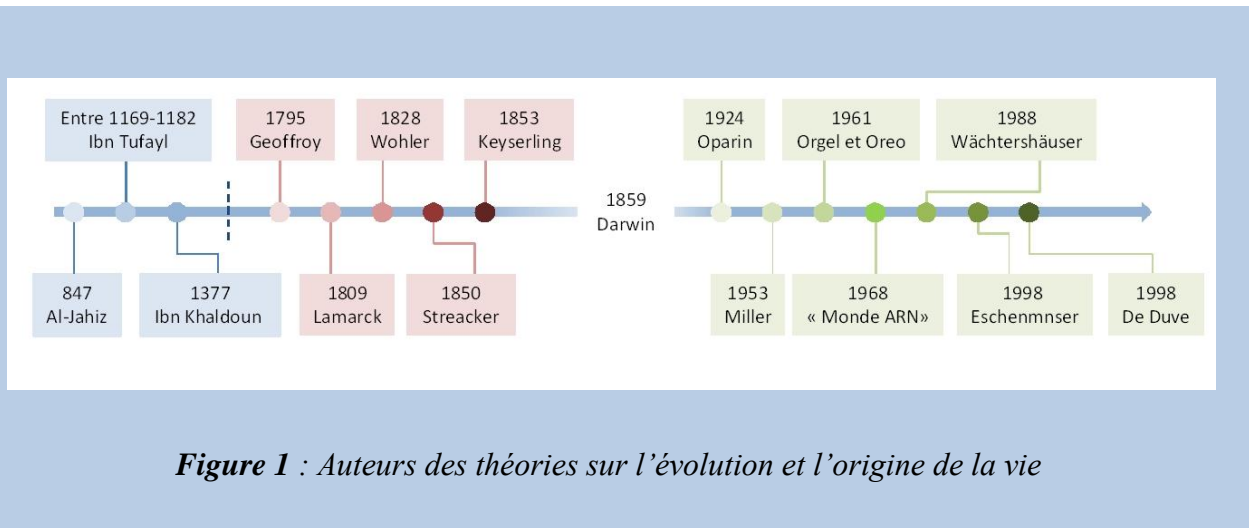 Entre 1169-1182
Ibn Tufayl
1795
Geoffroy
1828
Wohler
1853
Keyserling
1924
Oparin
1961
Orgel et Oreo
1988
Wächtershäuser
1859
Darwin
847
Al-Jahiz
1377
Ibn Khaldoun
1809
Lamarck
1850
Streacker
1953
Miller
1968
« Monde ARN»
1998
Eschenmnser
1998
De Duve
Figure 1 : Auteurs des théories sur l’évolution et l’origine de la vie